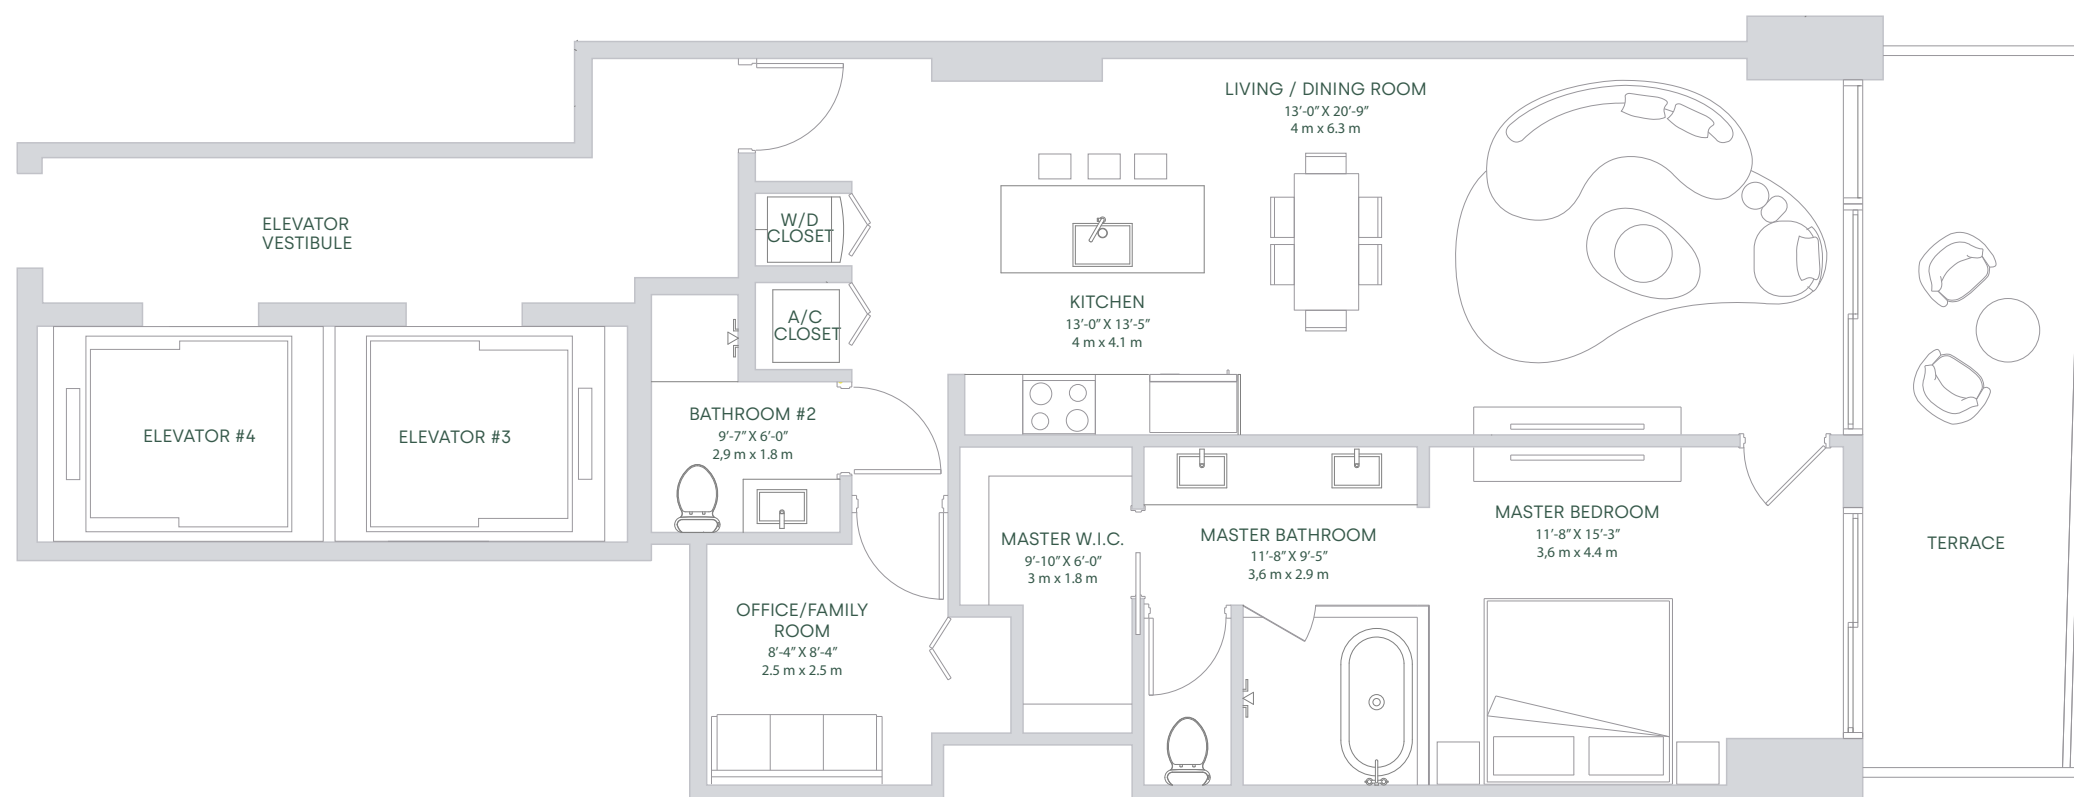 LIVING / DINING ROOM
13’-0” X 20’-9”
4 m x 6.3 m
ELEVATOR
VESTIBULE
W/D
CLOSET
KITCHEN
13’-0” X 13’-5”
4 m x 4.1 m
A/C
CLOSET
ELEVATOR #4
ELEVATOR #3
BATHROOM #2
9’-7” X 6’-0”
2,9 m x 1.8 m
MASTER W.I.C.
9’-10” X 6’-0”
3 m x 1.8 m
MASTER BATHROOM
11’-8” X 9’-5”
3,6 m x 2.9 m
MASTER BEDROOM
11’-8” X 15’-3”
3,6 m x 4.4 m
TERRACE
OFFICE/FAMILY
ROOM
8’-4” X 8’-4”
2.5 m x 2.5 m